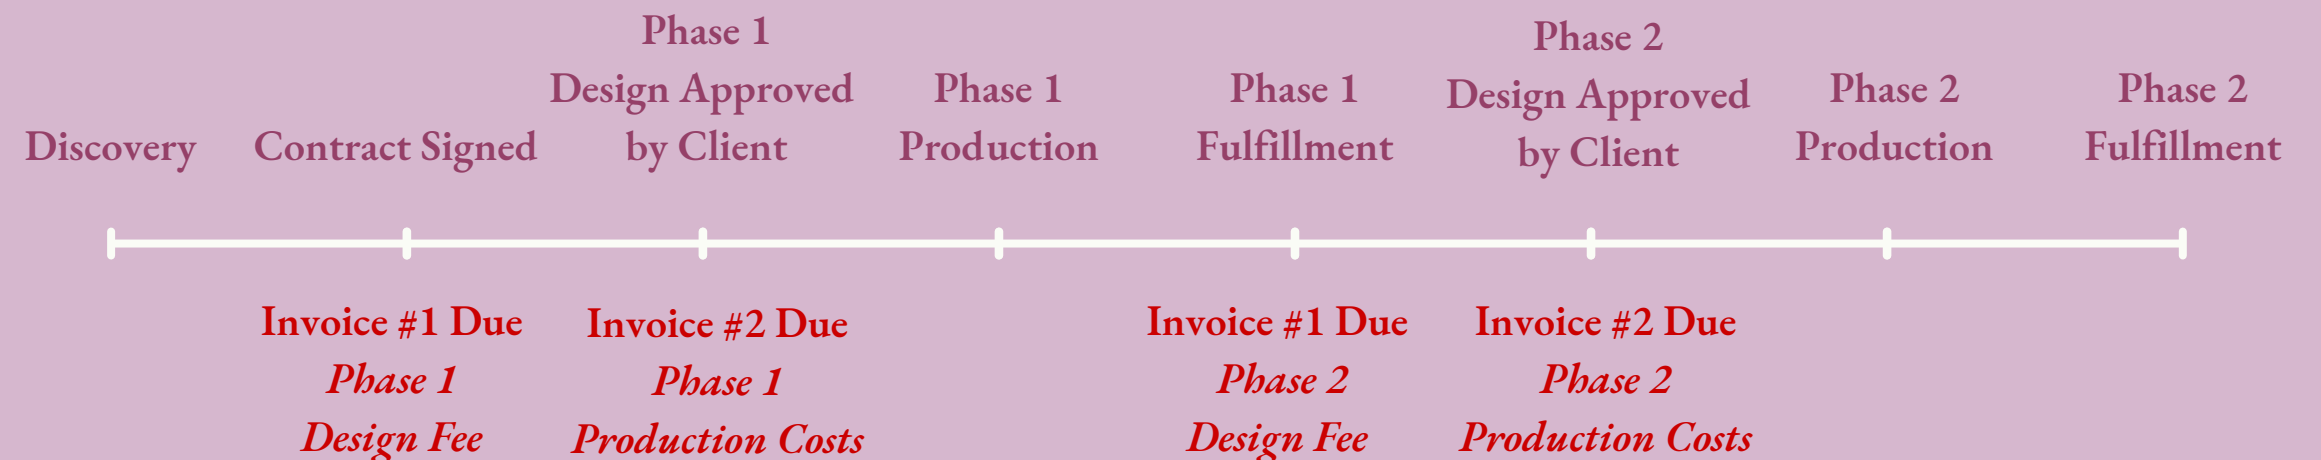 Discovery
Contract Signed
Phase 1
Design Approved
by Client
Phase 1
Production
Phase 1
Fulfillment
Phase 2
Design Approved
by Client
Phase 2
Production
Phase 2
Fulfillment
Invoice #1 Due
Phase 1
Design Fee
Invoice #2 Due
Phase 1
Production Costs
Invoice #1 Due
Phase 2
Design Fee
Invoice #2 Due
Phase 2
Production Costs